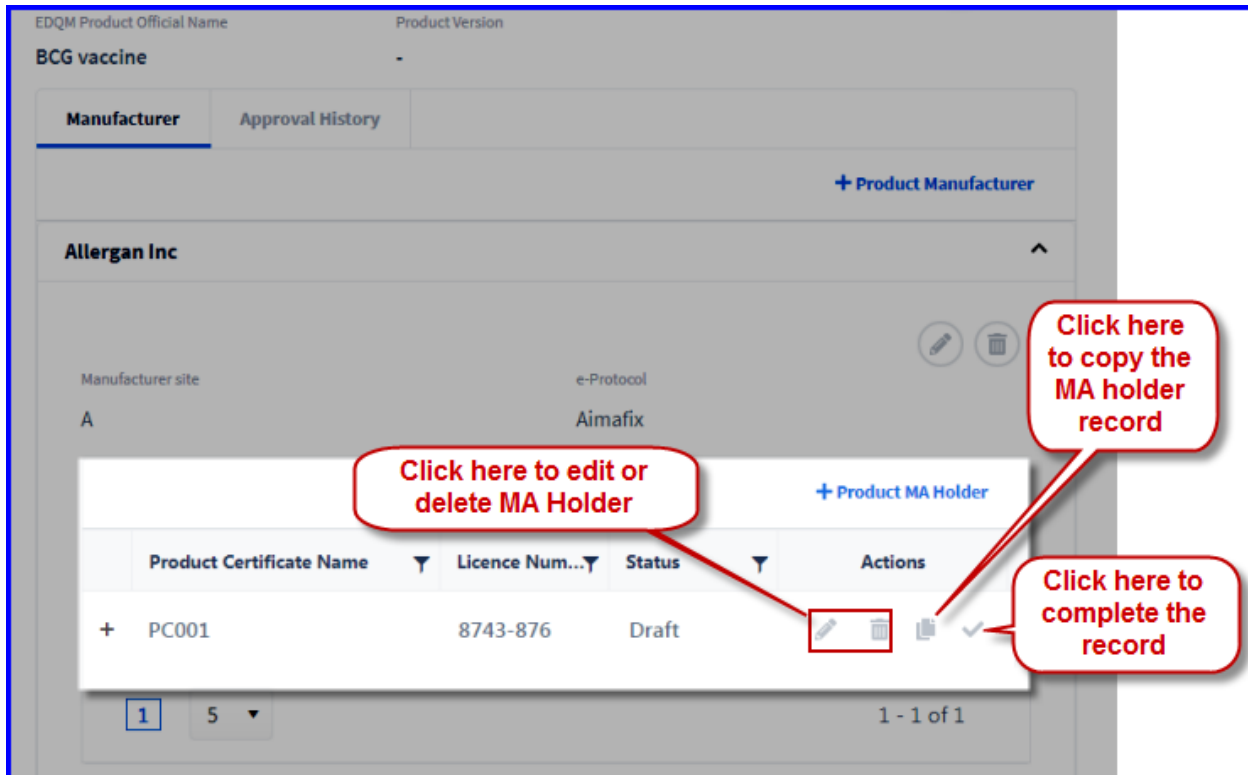 EDQM Product Official Name Product Version
BCG vaccine -
Manufacturer Approval History
+ Product Manufacturer
Allergan Inc
Click here
to copy the
MA holder
record
Manufacturer site e-Protocol
A Aimafix
Click here to edit or
delete MA Holder
+ Product MA Holder
Product Certificate Name Licence Num... Status Actions
Click here to
complete the
record
+ PC001 8743-876 Draft
1 5 1 - 1 of 1